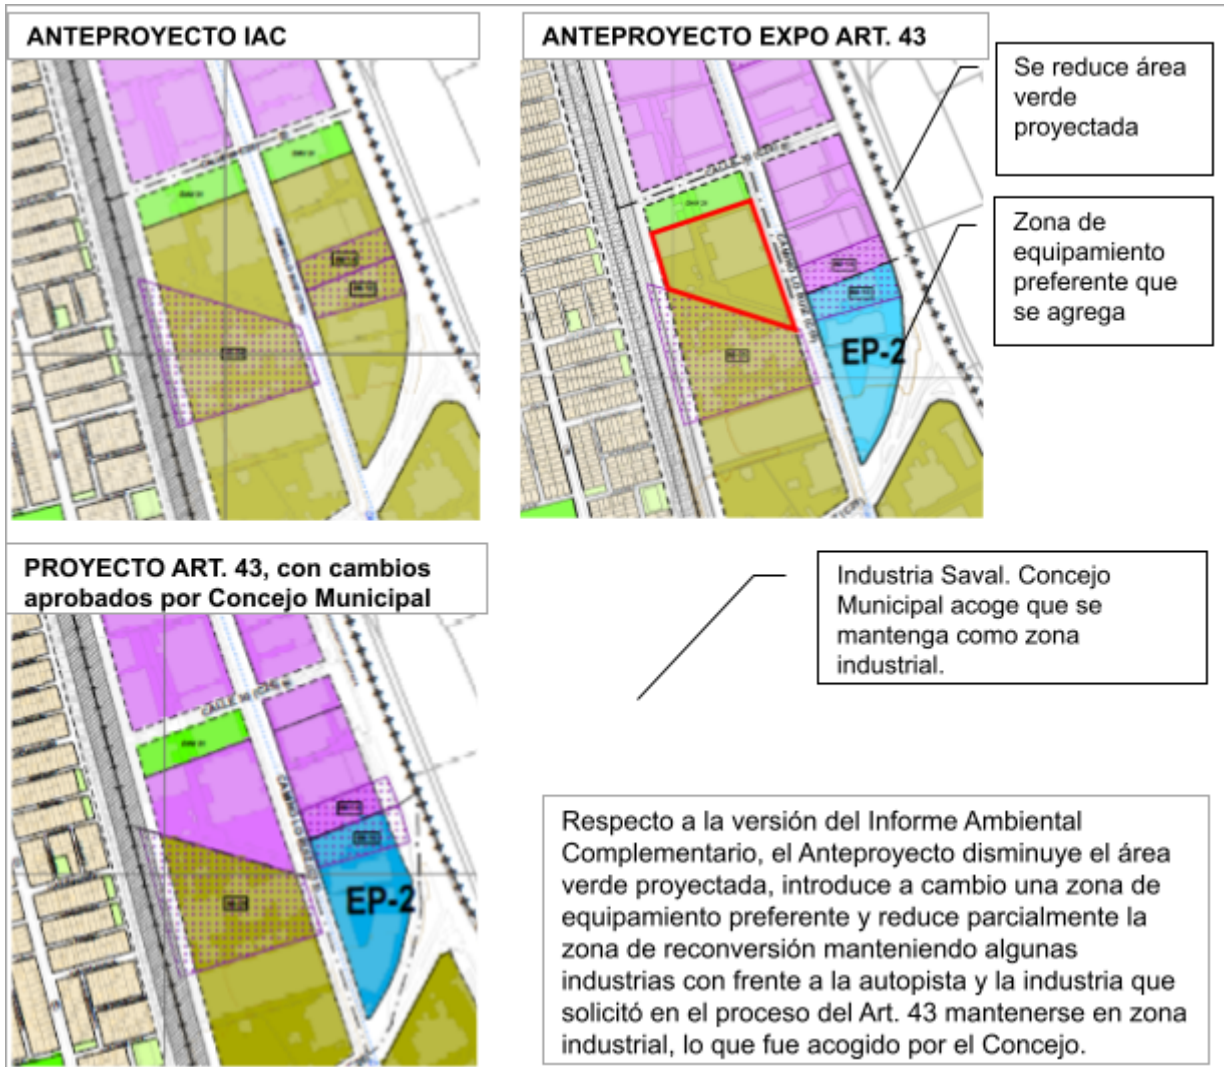 ANTEPROYECTO IAC
ANTEPROYECTO EXPO ART. 43
Se reduce área
verde
proyectada
Zona de
equipamiento
preferente que
se agrega
EP-2
PROYECTO ART. 43, con cambios
aprobados por Concejo Municipal
EP-2
Industria Saval. Concejo
Municipal acoge que se
mantenga como zona
industrial.
Respecto a la versión del Informe Ambiental
Complementario, el Anteproyecto disminuye el área
verde proyectada, introduce a cambio una zona de
equipamiento preferente y reduce parcialmente la
zona de reconversión manteniendo algunas
industrias con frente a la autopista y la industria que
solicitó en el proceso del Art. 43 mantenerse en zona
industrial, lo que fue acogido por el Concejo.